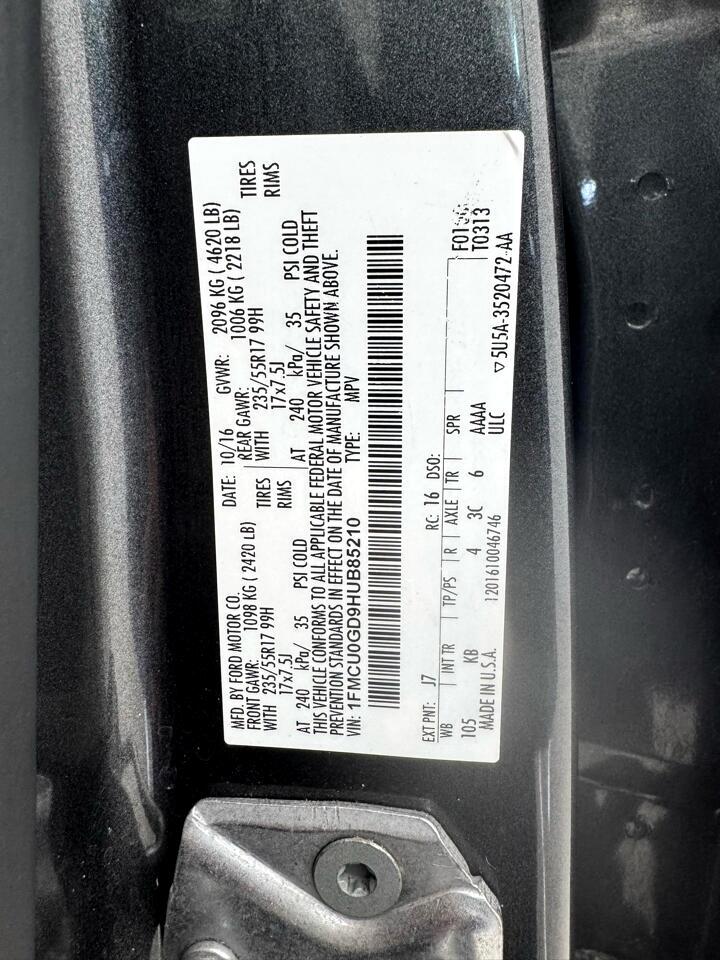 MFD. BY FORD MOTOR CO. DATE: 10/16 GVWR: 2096 KG ( 4620 LB)
FRONT GAWR: 1098 KG ( 2420 LB) REAR GAWR: 1006 KG ( 2218 LB)
WITH 235/55R17 99H TIRES WITH 235/55R17 99H TIRES
17x7.5J RIMS 17x7.5J RIMS
AT 240 kPa/ 35 PSI COLD AT 240 kPa/ 35 PSI COLD
THIS VEHICLE CONFORMS TO ALL APPLICABLE FEDERAL MOTOR VEHICLE SAFETY AND THEFT
PREVENTION STANDARDS IN EFFECT ON THE DATE OF MANUFACTURE SHOWN ABOVE.
VIN: 1FMCU0GD9HUB85210 TYPE: MPV
EXT PNT: J7 RC: 16 DSO:
WB INT TR TP/PS R AXLE TR SPR T0313
105 KB 4 3C 6 AAAA
MADE IN U.S.A. 1201610046746 ULC ▽5U5A-3520472-AA